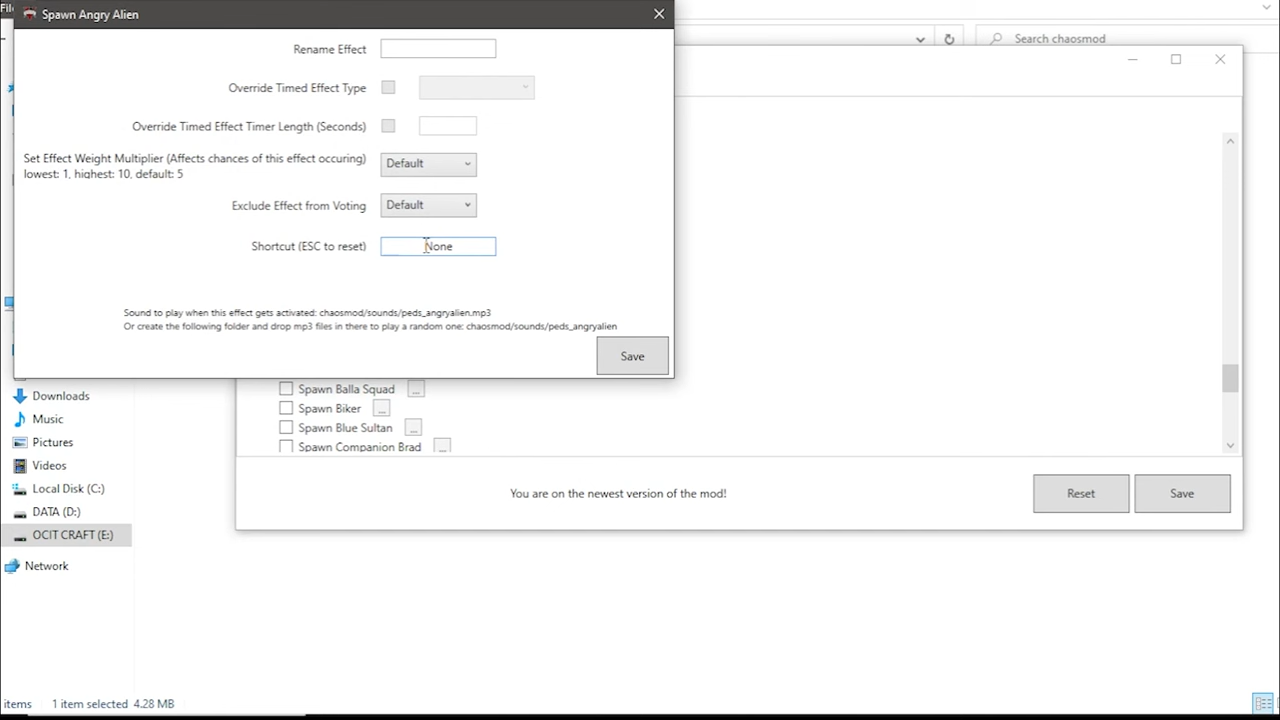 Spawn Angry Alien
Search chaosmod
Rename Effect
Override Timed Effect Type
Override Timed Effect Timer Length (Seconds)
Set Effect Weight Multiplier (Affects chances of this effect occuring)
lowest: 1, highest: 10, default: 5
Default
Exclude Effect from Voting
Default
Shortcut (ESC to reset)
None
Sound to play when this effect gets activated: chaosmod/sounds/peds_angryalien.mp3
Or create the following folder and drop mp3 files in there to play a random one: chaosmod/sounds/peds_angryalien
Save
Spawn Balla Squad ...
Spawn Biker ...
Spawn Blue Sultan ...
Spawn Companion Brad ...
You are on the newest version of the mod!
Reset
Save
Downloads
Music
Pictures
Videos
Local Disk (C:)
DATA (D:)
OCIT CRAFT (E:)
Network
items
1 item selected 4.28 MB